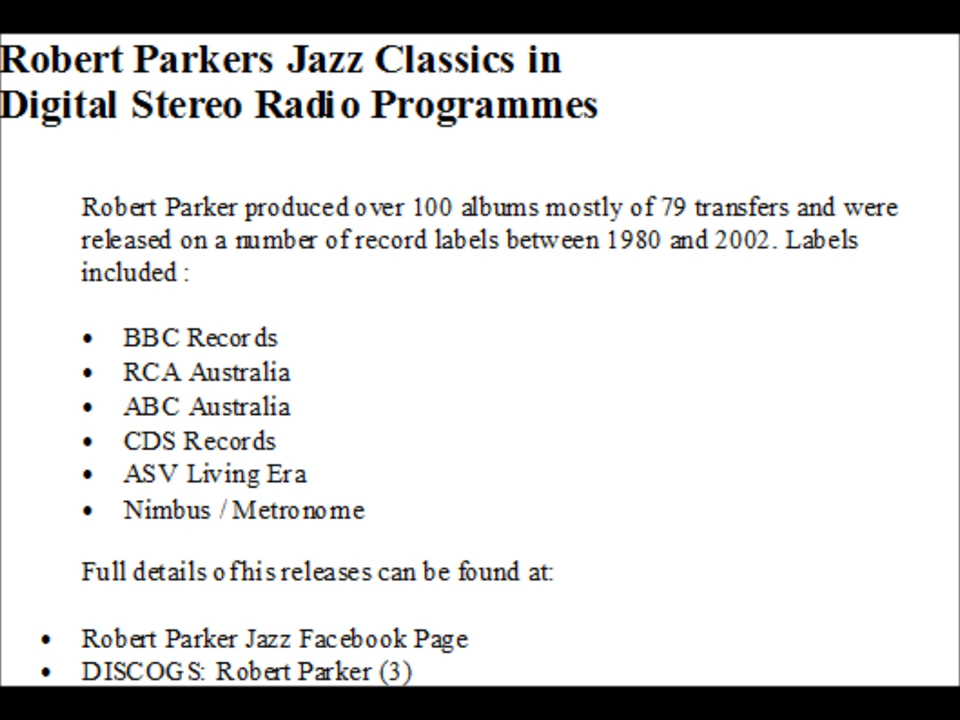 Robert Parkers Jazz Classics in
Digital Stereo Radio Programmes
Robert Parker produced over 100 albums mostly of 79 transfers and were
released on a number of record labels between 1980 and 2002. Labels
included :
• BBC Records
• RCA Australia
• ABC Australia
• CDS Records
• ASV Living Era
• Nimbus / Metronome
Full details of his releases can be found at:
• Robert Parker Jazz Facebook Page
• DISCOGS: Robert Parker (3)